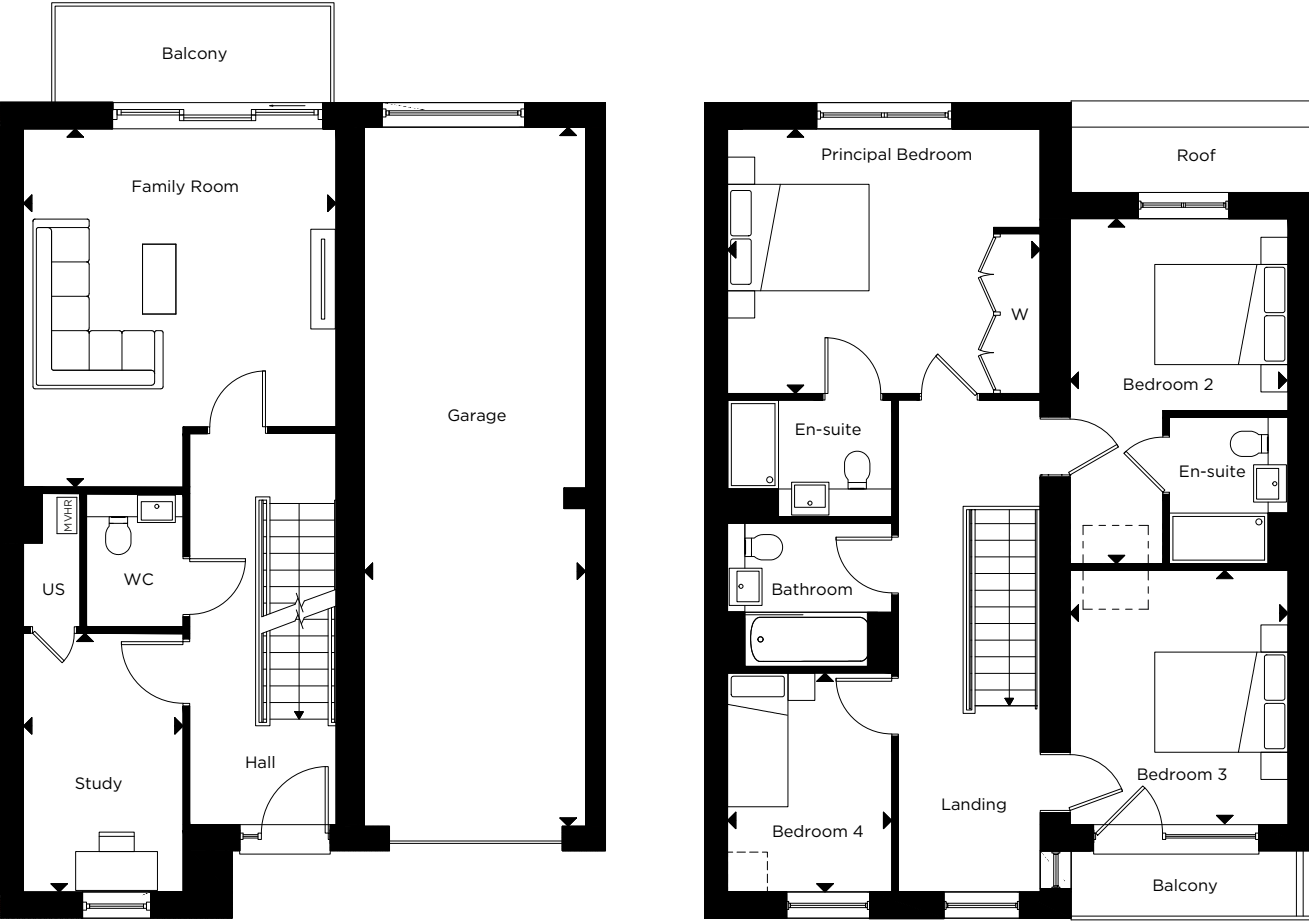 Balcony
Family Room
Garage
MVHR
US
WC
Hall
Study
Principal Bedroom
Roof
W
Bedroom 2
En-suite
En-suite
Bathroom
Bedroom 3
Landing
Bedroom 4
Balcony